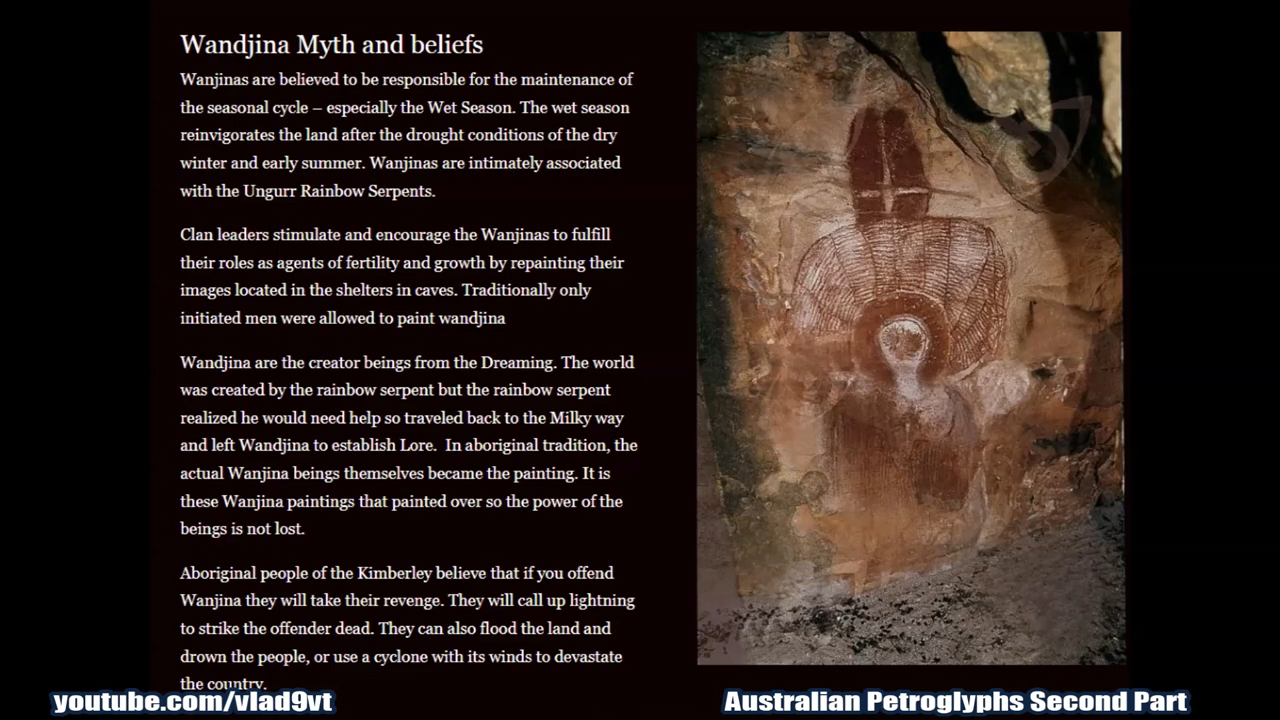 Wandjina Myth and beliefs
Wanjinas are believed to be responsible for the maintenance of
the seasonal cycle – especially the Wet Season. The wet season
reinvigorates the land after the drought conditions of the dry
winter and early summer. Wanjinas are intimately associated
with the Ungurr Rainbow Serpents.
Clan leaders stimulate and encourage the Wanjinas to fulfill
their roles as agents of fertility and growth by repainting their
images located in the shelters in caves. Traditionally only
initiated men were allowed to paint wandjina
Wandjina are the creator beings from the Dreaming. The world
was created by the rainbow serpent but the rainbow serpent
realized he would need help so traveled back to the Milky way
and left Wandjina to establish Lore.  In aboriginal tradition, the
actual Wanjina beings themselves became the painting. It is
these Wanjina paintings that painted over so the power of the
beings is not lost.
Aboriginal people of the Kimberley believe that if you offend
Wanjina they will take their revenge. They will call up lightning
to strike the offender dead. They can also flood the land and
drown the people, or use a cyclone with its winds to devastate
the country.
youtube.com/vlad9vt
Australian Petroglyphs Second Part